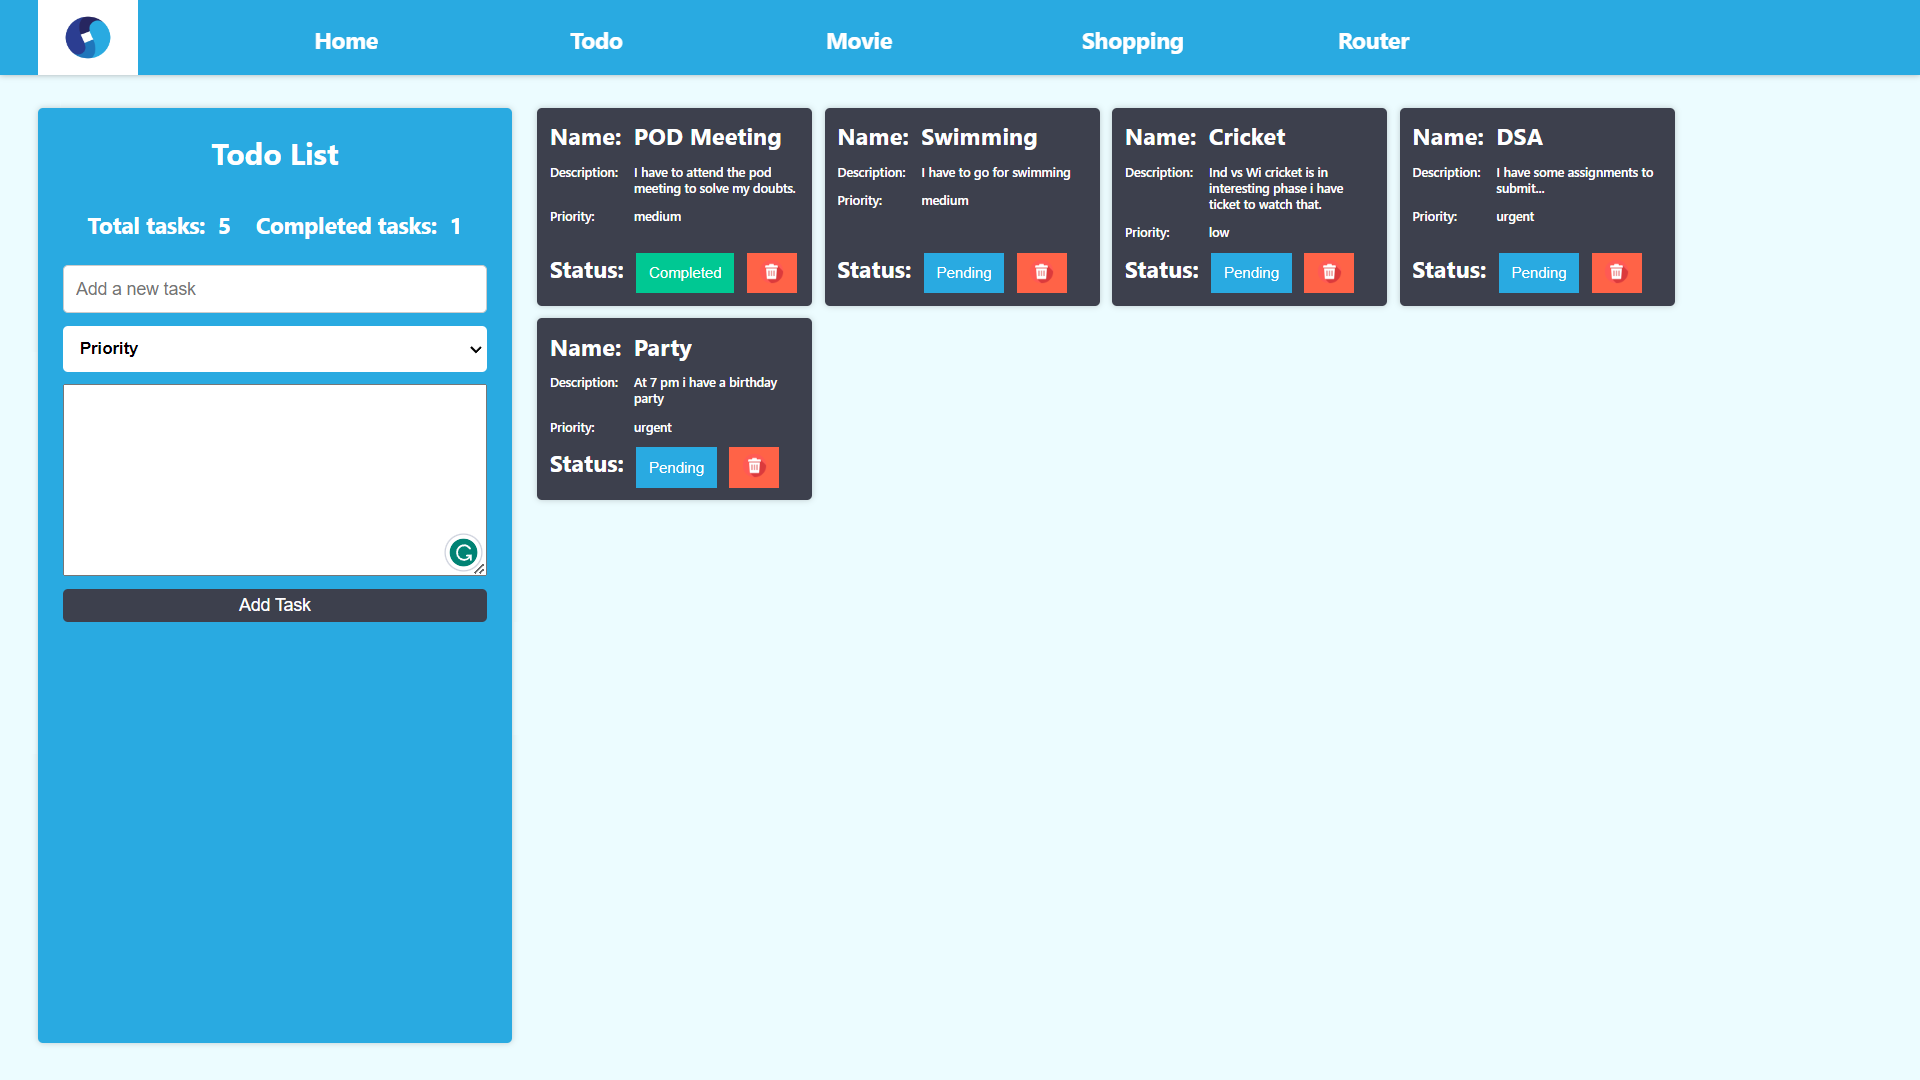 Home Todo Movie Shopping Router
Todo List
Total tasks: 5 Completed tasks: 1
Add a new task
Priority
Add Task
Name: POD Meeting
Description: I have to attend the pod
meeting to solve my doubts.
Priority: medium
Status: Completed
Name: Swimming
Description: I have to go for swimming
Priority: medium
Status: Pending
Name: Cricket
Description: Ind vs Wi cricket is in
interesting phase i have
ticket to watch that.
Priority: low
Status: Pending
Name: DSA
Description: I have some assignments to
submit...
Priority: urgent
Status: Pending
Name: Party
Description: At 7 pm i have a birthday
party
Priority: urgent
Status: Pending